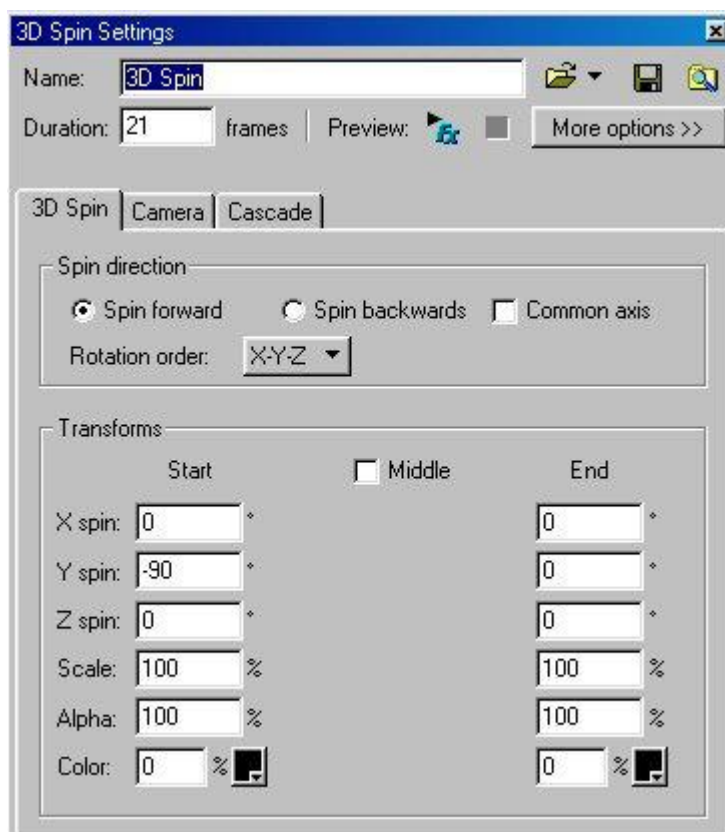 3D Spin Settings
Name: 3D Spin
Duration: 21 frames Preview: Fx More options >>
3D Spin Camera Cascade
Spin direction
Spin forward Spin backwards Common axis
Rotation order: X-Y-Z
Transforms
Start Middle End
X spin: 0 ° 0 °
Y spin: -90 ° 0 °
Z spin: 0 ° 0 °
Scale: 100 % 100 %
Alpha: 100 % 100 %
Color: 0 % 0 %